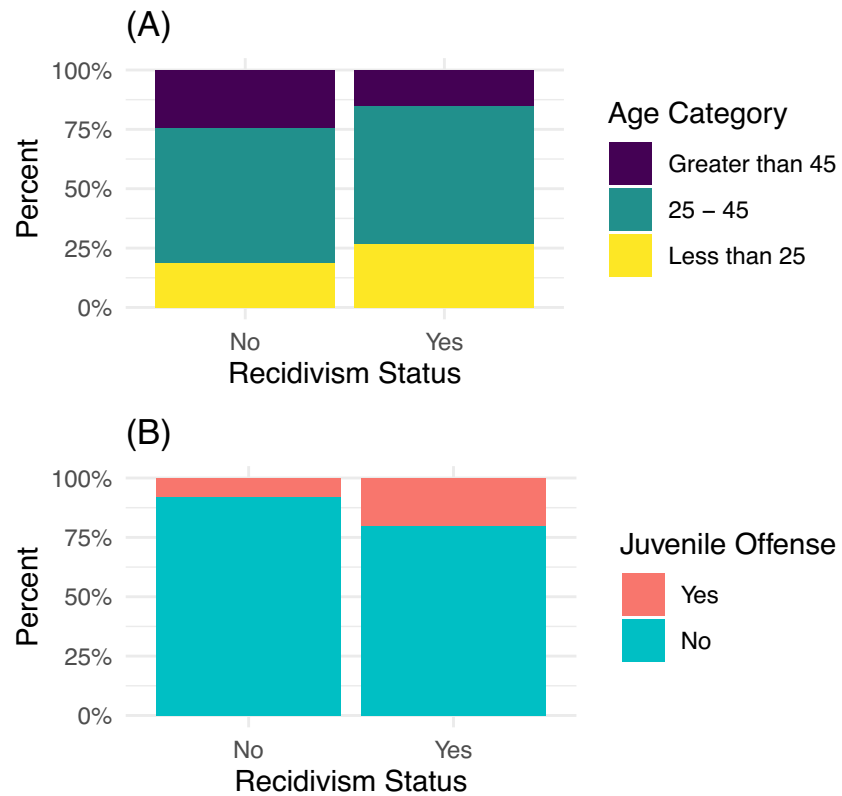 (A)
100%
75%
50%
25%
0%
Percent
No
Yes
Recidivism Status
Age Category
Greater than 45
25 − 45
Less than 25
(B)
100%
75%
50%
25%
0%
Percent
No
Yes
Recidivism Status
Juvenile Offense
Yes
No